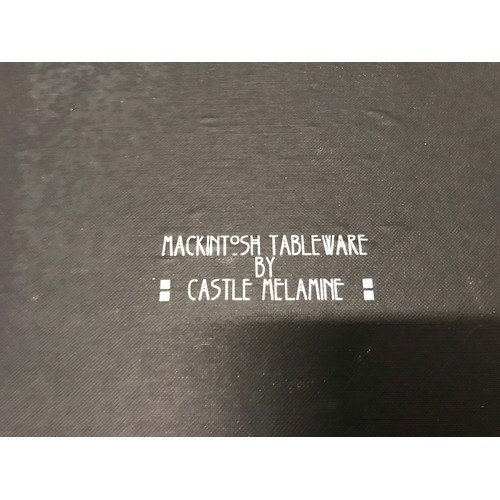 MACKINTOSH TABLEWARE
BY
CASTLE MELAMINE